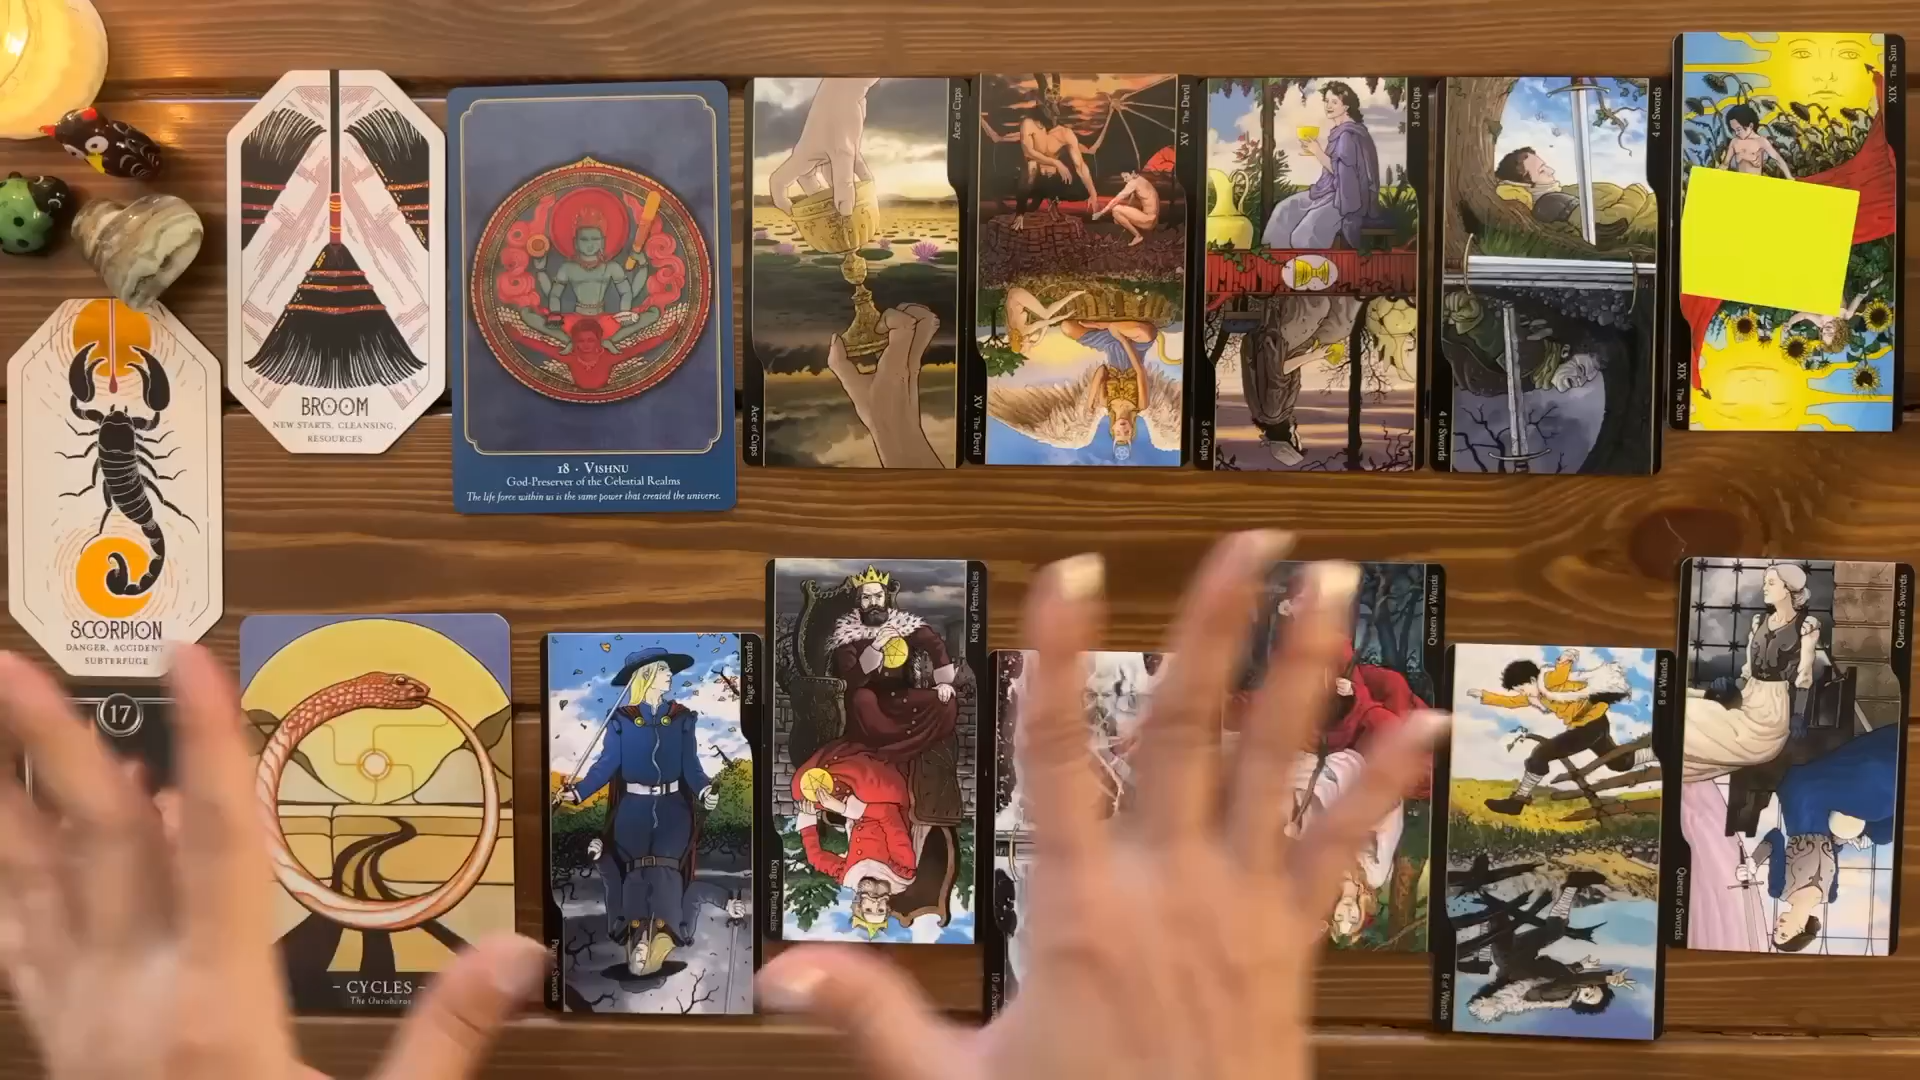 BROOM
NEW STARTS, CLEANSING,
RESOURCES
18 · VISHNU
God-Preserver of the Celestial Realms
The life force within us is the same power that created the universe.
Ace of Cups
Ace of Cups
XV The Devil
XV The Devil
3 of Cups
3 of Cups
4 of Swords
4 of Swords
XIX The Sun
XIX The Sun
SCORPION
DANGER, ACCIDENT
SUBTERFUGE
17
- CYCLES -
The Ouroboros
Page of Swords
Page of Swords
King of Pentacles
King of Pentacles
10 of
Queen of Wands
8 of Wands
8 of Wands
Queen of Swords
Queen of Swords